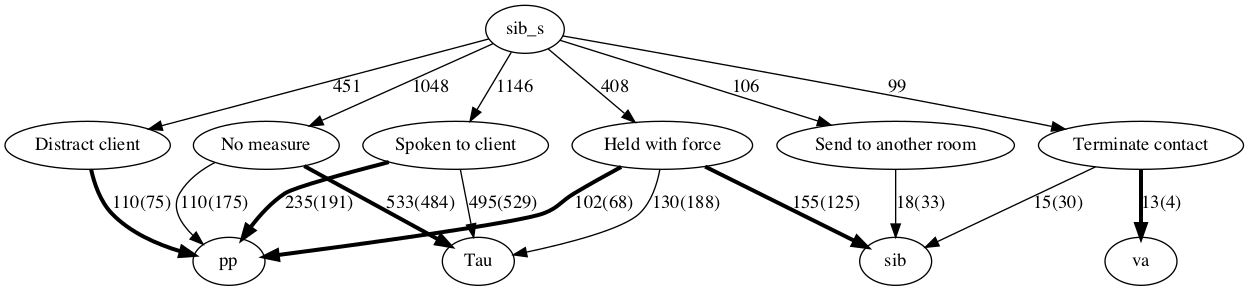 sib_s
451
1048
1146
408
106
99
Distract client
No measure
Spoken to client
Held with force
Send to another room
Terminate contact
110(75)
110(175)
235(191)
533(484)
495(529)
102(68)
130(188)
155(125)
18(33)
15(30)
13(4)
pp
Tau
sib
va